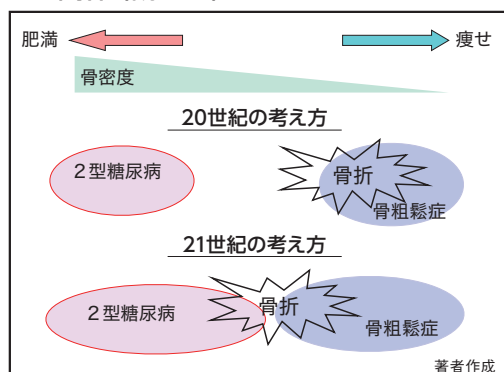 肥満
痩せ
骨密度
20世紀の考え方
2型糖尿病
骨折
骨粗鬆症
21世紀の考え方
2型糖尿病
骨折
骨粗鬆症
著者作成